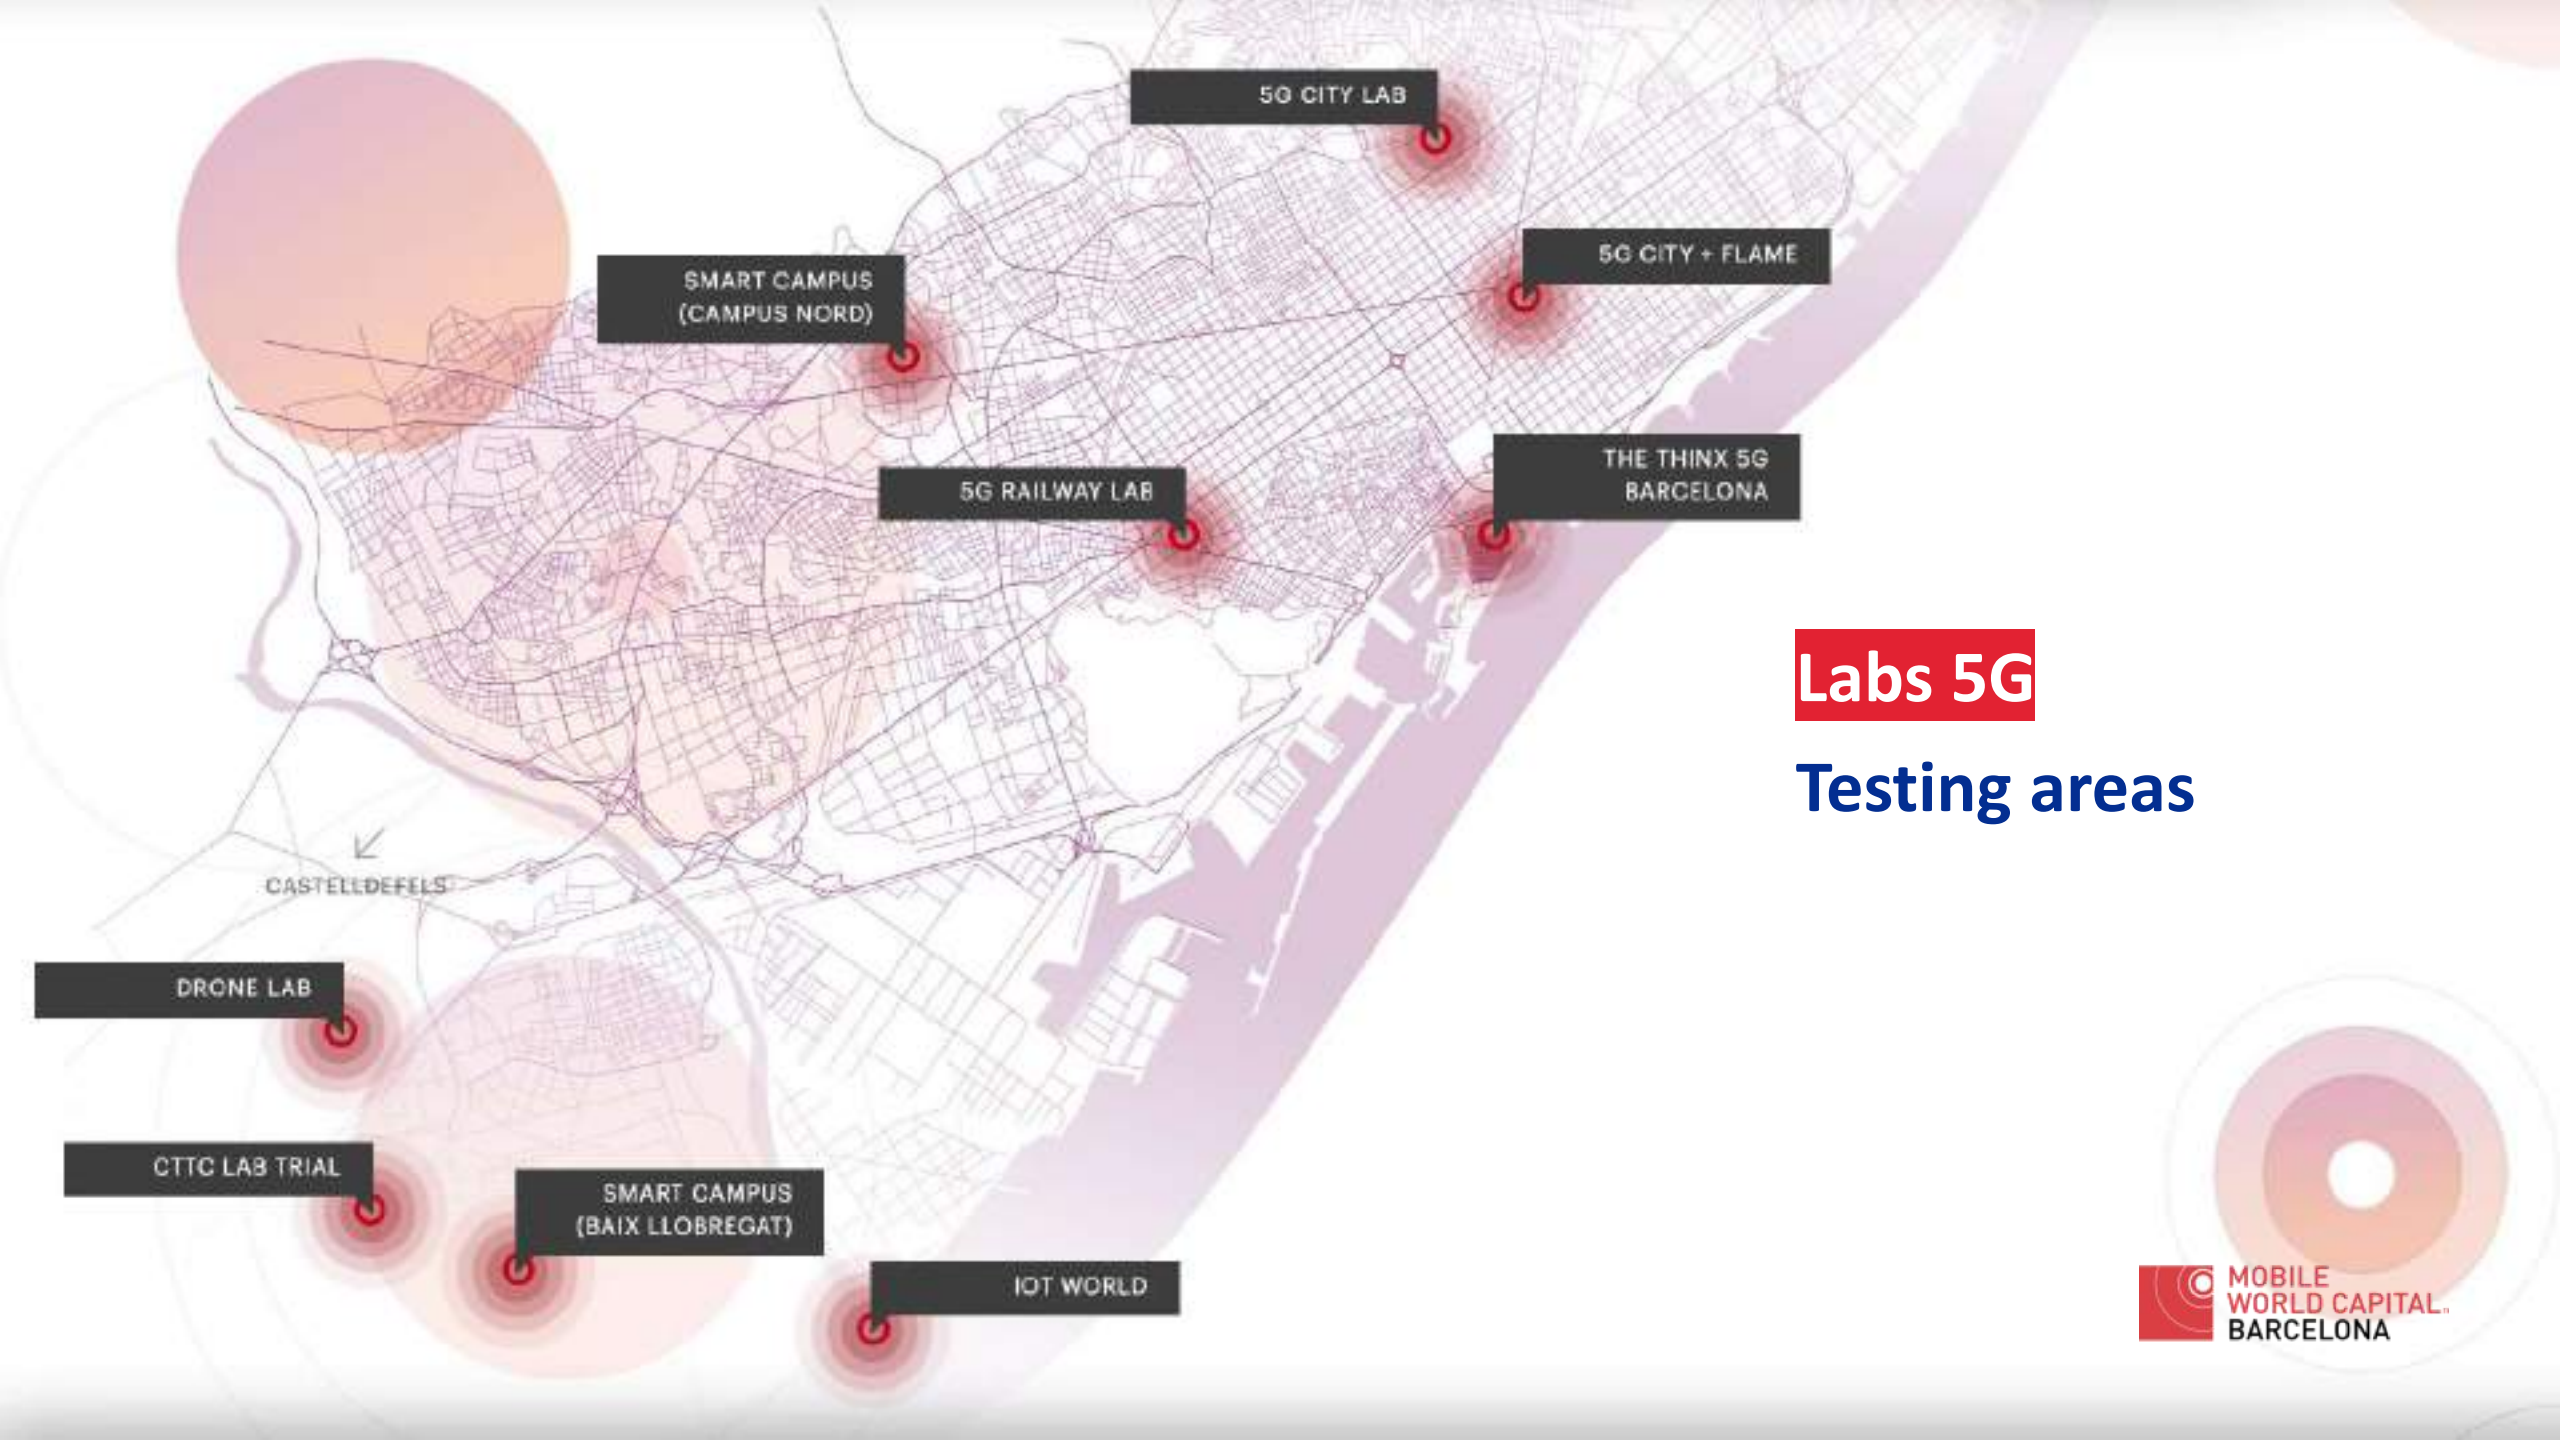 5G CITY LAB
5G CITY + FLAME
SMART CAMPUS
(CAMPUS NORD)
THE THINX 5G
BARCELONA
5G RAILWAY LAB
Labs 5G
Testing areas
CASTELLDEFELS
DRONE LAB
CTTC LAB TRIAL
SMART CAMPUS
(BAIX LLOBREGAT)
IOT WORLD
MOBILE
WORLD CAPITAL
BARCELONA